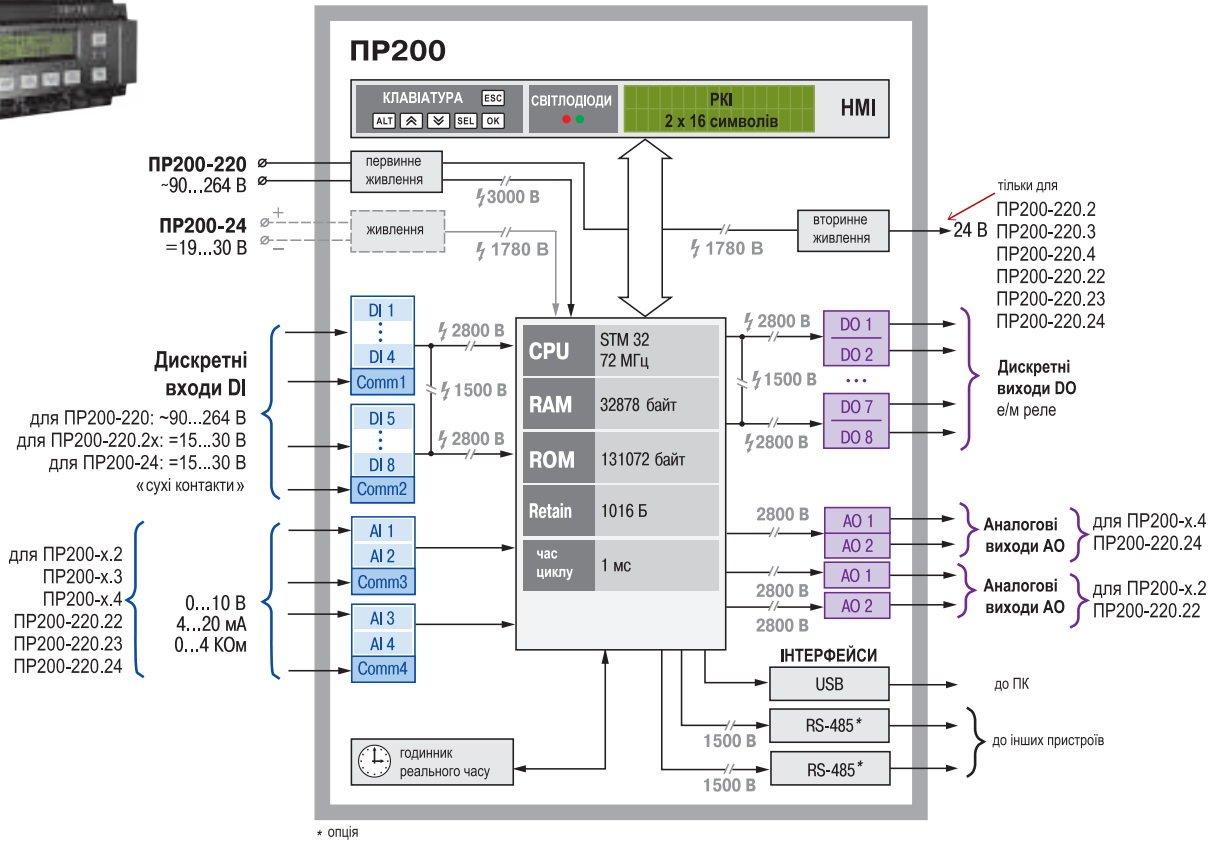 ПР200
КЛАВІАТУРА ESC
ALT SEL OK
СВІТЛОДІОДИ
РКІ
2 x 16 символів
HMI
ПР200-220
~90...264 В
первинне
живлення
3000 В
ПР200-24
=19...30 В
+
−
живлення
1780 В
1780 В
вторинне
живлення
24 В
тільки для
ПР200-220.2
ПР200-220.3
ПР200-220.4
ПР200-220.22
ПР200-220.23
ПР200-220.24
Дискретні
входи DI
для ПР200-220: ~90...264 В
для ПР200-220.2х: =15...30 В
для ПР200-24: =15...30 В
«сухі контакти»
DI 1
DI 4
Comm1
DI 5
DI 8
Comm2
2800 В
1500 В
2800 В
CPU
STM 32
72 МГц
RAM
32878 байт
ROM
131072 байт
Retain
1016 Б
час
циклу
1 мс
2800 В
1500 В
2800 В
DO 1
DO 2
...
DO 7
DO 8
Дискретні
виходи DO
е/м реле
для ПР200-х.2
ПР200-х.3
ПР200-х.4
ПР200-220.22
ПР200-220.23
ПР200-220.24
0...10 В
4...20 мА
0...4 КОм
AI 1
AI 2
Comm3
AI 3
AI 4
Comm4
2800 В
AO 1
AO 2
Аналогові
виходи АО
для ПР200-х.4
ПР200-220.24
2800 В
2800 В
AO 1
AO 2
Аналогові
виходи АО
для ПР200-х.2
ПР200-220.22
ІНТЕРФЕЙСИ
USB
до ПК
RS-485*
1500 В
RS-485*
1500 В
до інших пристроїв
годинник
реального часу
* опція